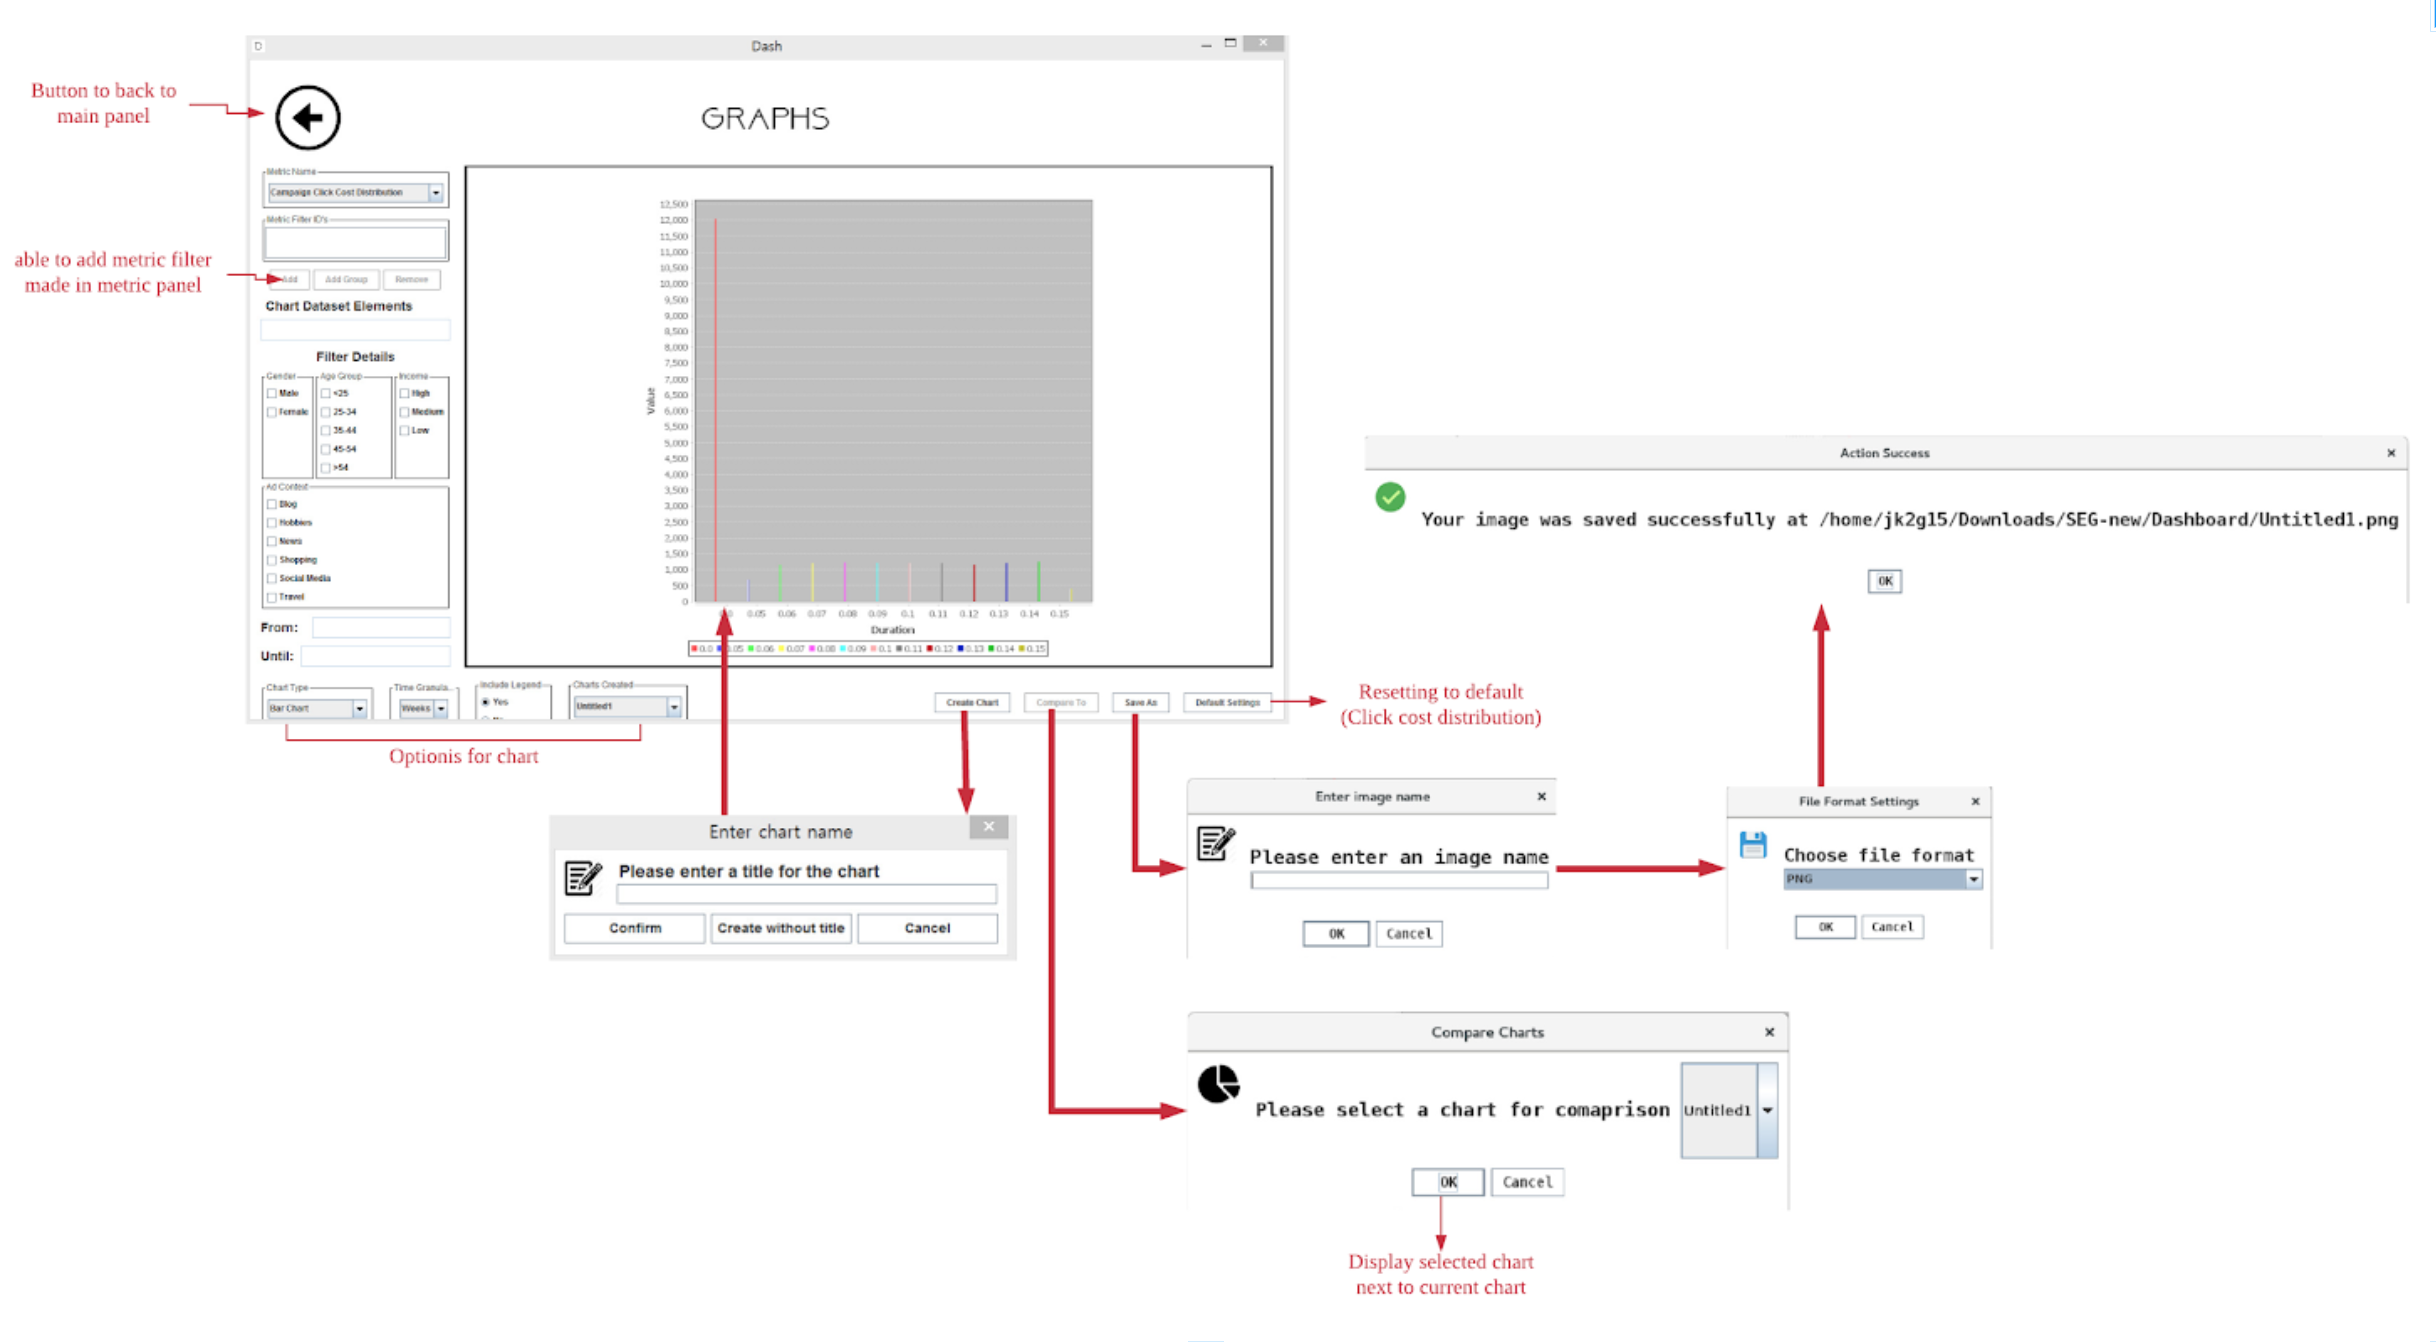 D
Dash
Button to back to
main panel
GRAPHS
Metric Name
Campaign Click Cost Distribution
Metric Filter ID's
able to add metric filter
made in metric panel
Add
Add Group
Remove
Chart Dataset Elements
Filter Details
Gender
Age Group
Income
Male
<25
High
Female
25-34
Medium
35-44
Low
45-54
>54
Ad Context
Blog
Hobbies
News
Shopping
Social Media
Travel
From:
Until:
12,500
12,000
11,500
11,000
10,500
10,000
9,500
9,000
8,500
8,000
7,500
7,000
6,500
6,000
5,500
5,000
4,500
4,000
3,500
3,000
2,500
2,000
1,500
1,000
500
0
Value
0.05 0.06 0.07 0.08 0.09 0.1 0.11 0.12 0.13 0.14 0.15
Duration
0.0 0.05 0.06 0.07 0.08 0.09 0.1 0.11 0.12 0.13 0.14 0.15
Chart Type
Bar Chart
Time Granula...
Weeks
Include Legend
Yes
Charts Created
Untitled1
Create Chart
Compare To
Save As
Default Settings
Resetting to default
(Click cost distribution)
Optionis for chart
Action Success
Your image was saved successfully at /home/jk2g15/Downloads/SEG-new/Dashboard/Untitled1.png
OK
Enter chart name
Please enter a title for the chart
Confirm
Create without title
Cancel
Enter image name
Please enter an image name
OK
Cancel
File Format Settings
Choose file format
PNG
OK
Cancel
Compare Charts
Please select a chart for comaprison
Untitled1
OK
Cancel
Display selected chart
next to current chart